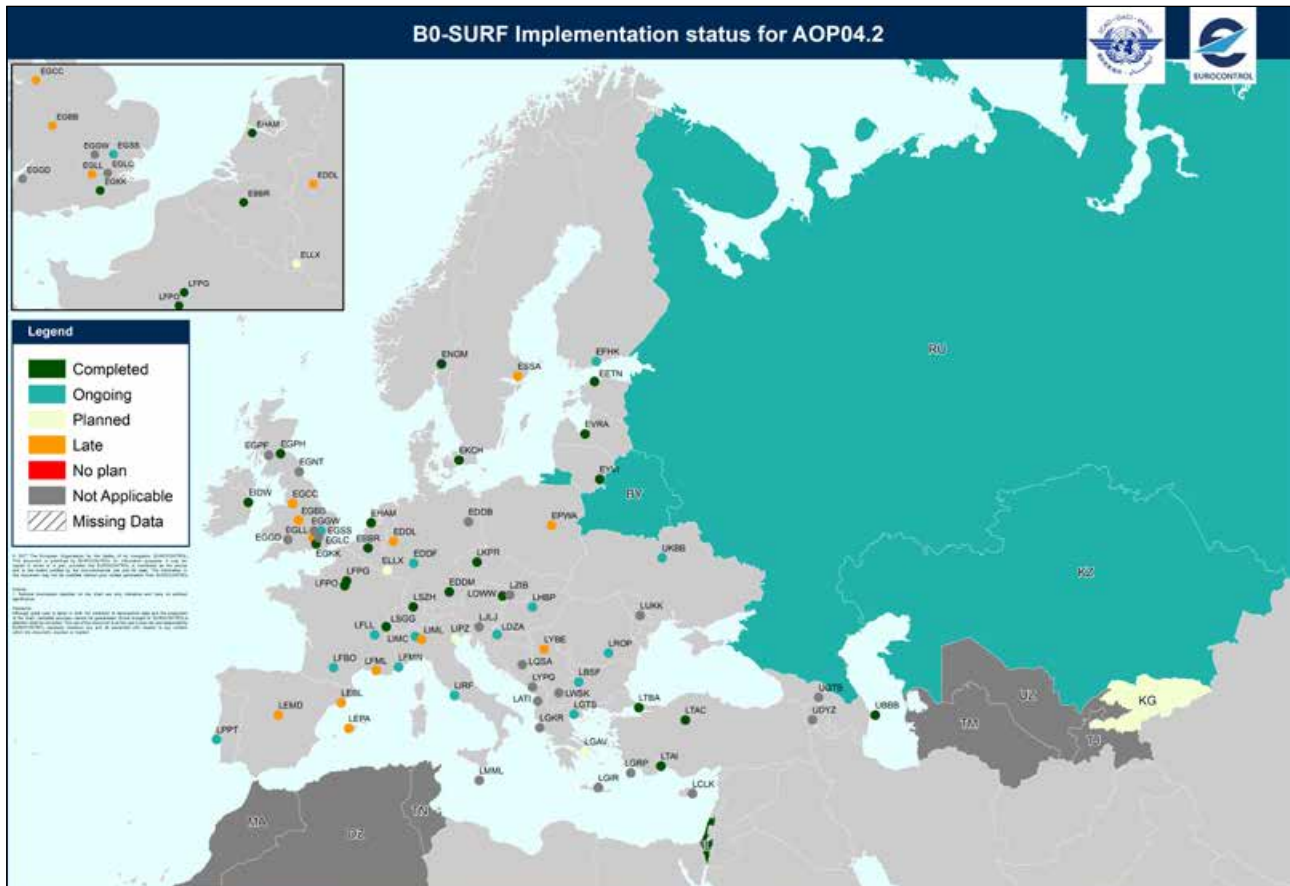 B0-SURF Implementation status for AOP04.2
EUROCONTROL
EGCC
EGBB
EHAM
EGGW
EGSS
EGLL
EGLC
EGGD
EGKK
EDDL
EBBR
ELLX
LFPG
LFPO
Legend
Completed
Ongoing
Planned
Late
No plan
Not Applicable
Missing Data
RU
ENGM
ESSA
EFHK
EETN
EVRA
EGPF
EGPH
EKCH
EGNT
EYVI
BY
EIDW
EGCC
EGBB
EHAM
EDDB
EPWA
EGGW
EGLL
EGSS
EDDL
EGGD
EGLC
EGKK
EBBR
EDDF
UKBB
ELLX
LKPR
KZ
LFPG
LFPO
EDDM
LZIB
LOWW
LSZH
LHBP
LUKK
LSGG
LJLJ
LFLL
LIMC
LIML
LIPZ
LDZA
LYBE
LROP
LFBO
LFML
LFMN
LQSA
LBSF
LYPG
UGTB
UZ
KG
LIRF
LATI
LWSK
LEBL
LEMD
LGTS
LTBA
LTAC
UDYZ
UBBB
TM
TJ
LEPA
LGKR
LPPT
LGAV
LTAI
LMML
LGIR
LGRP
LCLK
MA
DZ
TN